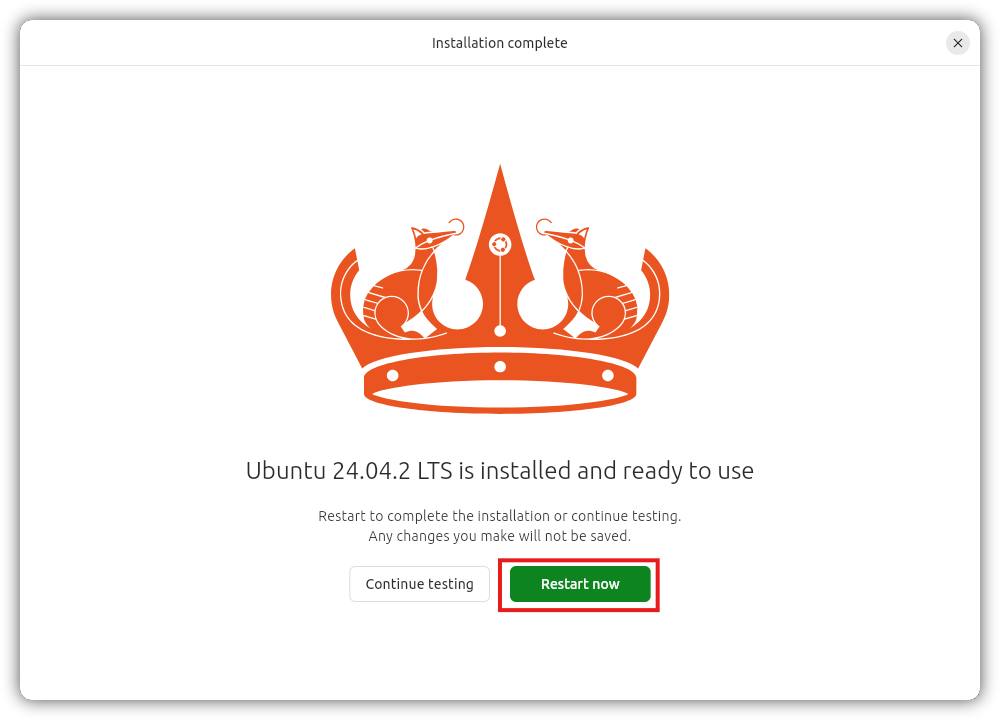 Installation complete
Ubuntu 24.04.2 LTS is installed and ready to use
Restart to complete the installation or continue testing.
Any changes you make will not be saved.
Continue testing
Restart now